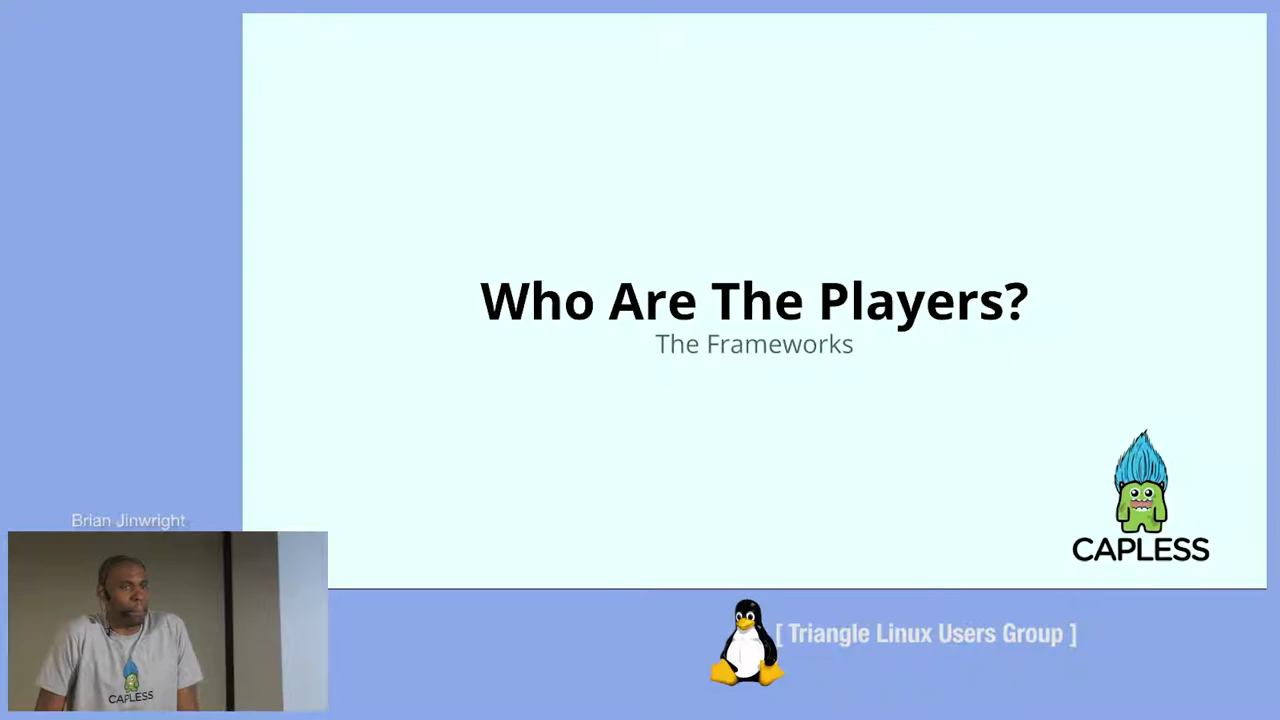 Who Are The Players?
The Frameworks
CAPLESS
Brian Jinwright
CAPLESS
[ Triangle Linux Users Group ]